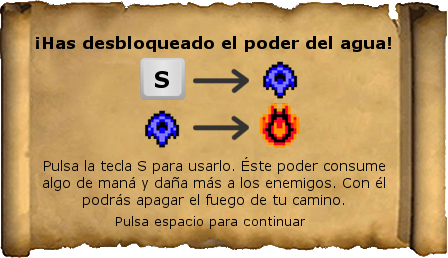 ¡Has desbloqueado el poder del agua!
S
Pulsa la tecla S para usarlo. Éste poder consume
algo de maná y daña más a los enemigos. Con él
podrás apagar el fuego de tu camino.
Pulsa espacio para continuar